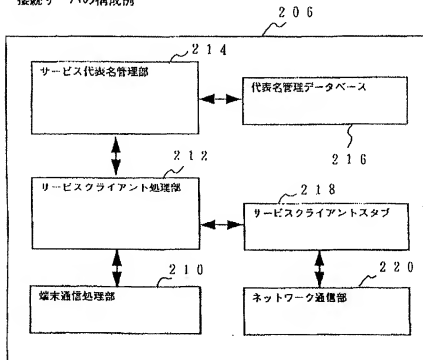 接続サーバの構成例
206
214
サービス代表名管理部
代表名管理データベース
216
212
サービスクライアント処理部
218
サービスクライアントスタブ
210
端末通信処理部
220
ネットワーク通信部